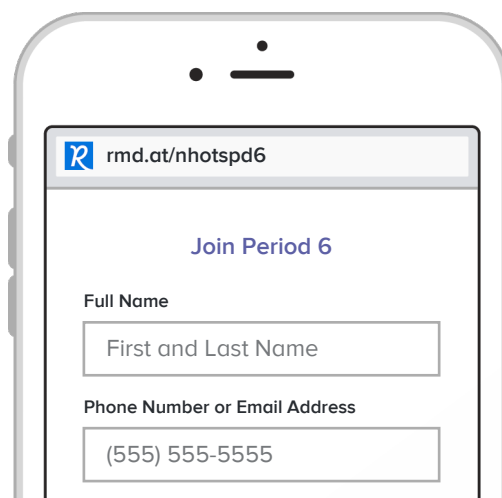 rmd.at/nhotspd6
Join Period 6
Full Name
First and Last Name
Phone Number or Email Address
(555) 555-5555